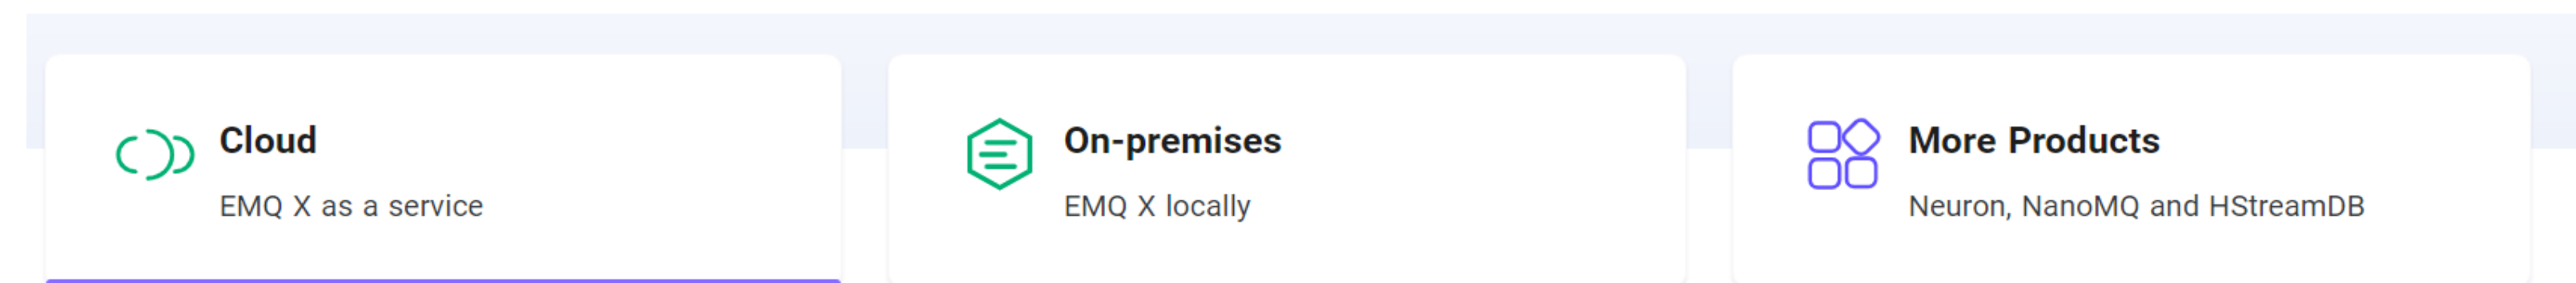 Cloud
EMQ X as a service
On-premises
EMQ X locally
More Products
Neuron, NanoMQ and HStreamDB